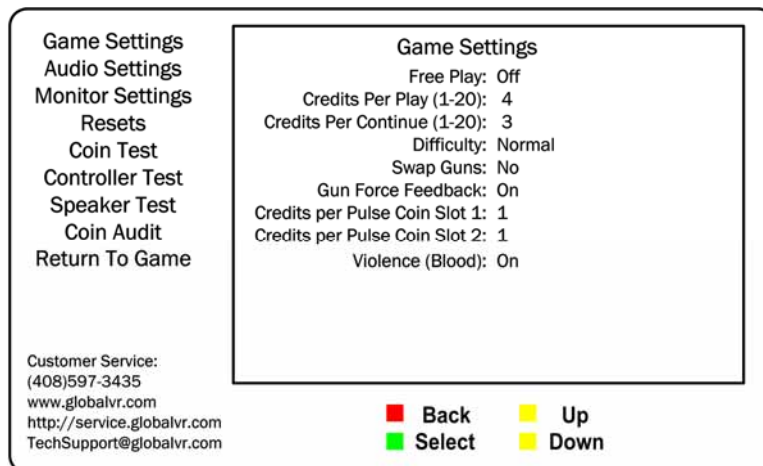 Game Settings
Audio Settings
Monitor Settings
Resets
Coin Test
Controller Test
Speaker Test
Coin Audit
Return To Game
Customer Service:
(408)597-3435
www.globalvr.com
http://service.globalvr.com
TechSupport@globalvr.com
Game Settings
Free Play: Off
Credits Per Play (1-20): 4
Credits Per Continue (1-20): 3
Difficulty: Normal
Swap Guns: No
Gun Force Feedback: On
Credits per Pulse Coin Slot 1: 1
Credits per Pulse Coin Slot 2: 1
Violence (Blood): On
Back Up
Select Down